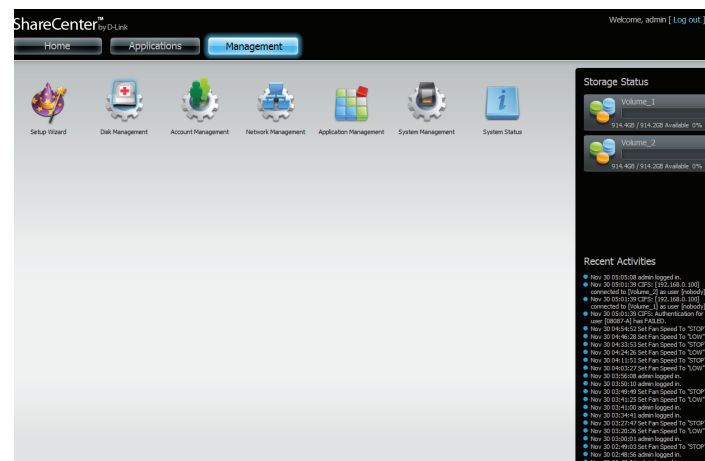 ShareCenter™ by D-Link
Welcome, admin [ Log out ]
Home
Applications
Management
Setup Wizard
Disk Management
Account Management
Network Management
Application Management
System Management
System Status
Storage Status
Volume_1
914.4GB / 914.2GB Available 0%
Volume_2
914.4GB / 914.2GB Available 0%
Recent Activities
Nov 30 05:05:08 admin logged in.
Nov 30 05:01:39 CIFS: [192.168.0.100]
connected to [Volume_2] as user [nobody]
Nov 30 05:01:39 CIFS: [192.168.0.100]
connected to [Volume_1] as user [nobody]
Nov 30 05:01:39 CIFS: Authentication for
user [08087-A] has FAILED.
Nov 30 04:54:52 Set Fan Speed To "STOP"
Nov 30 04:46:28 Set Fan Speed To "LOW"
Nov 30 04:33:53 Set Fan Speed To "STOP"
Nov 30 04:24:26 Set Fan Speed To "LOW"
Nov 30 04:11:51 Set Fan Speed To "STOP"
Nov 30 04:03:27 Set Fan Speed To "LOW"
Nov 30 03:56:08 admin logged in.
Nov 30 03:50:10 admin logged in.
Nov 30 03:49:49 Set Fan Speed To "STOP"
Nov 30 03:41:25 Set Fan Speed To "LOW"
Nov 30 03:41:00 admin logged in.
Nov 30 03:34:41 admin logged in.
Nov 30 03:27:47 Set Fan Speed To "STOP"
Nov 30 03:20:26 Set Fan Speed To "LOW"
Nov 30 03:00:01 admin logged in.
Nov 30 02:49:03 Set Fan Speed To "STOP"
Nov 30 02:48:56 admin logged in.